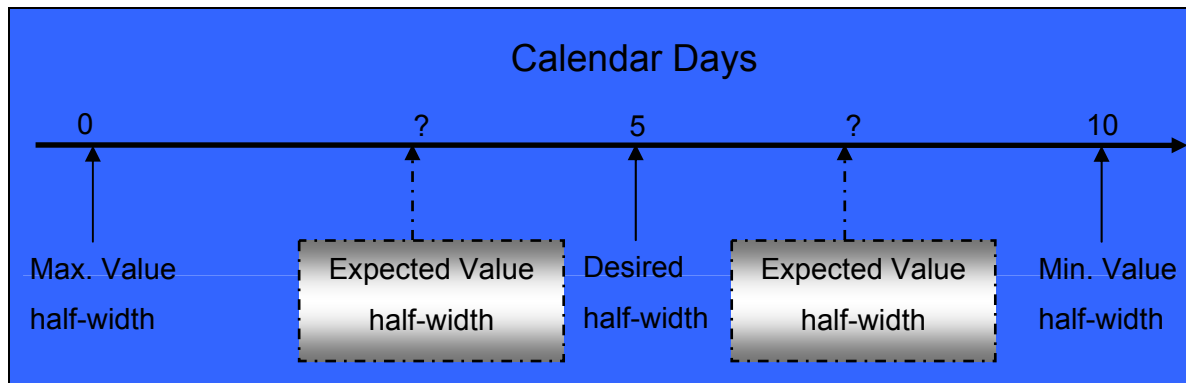 Calendar Days
0 ? 5 ? 10
Max. Value
half-width
Expected Value
half-width
Desired
half-width
Expected Value
half-width
Min. Value
half-width